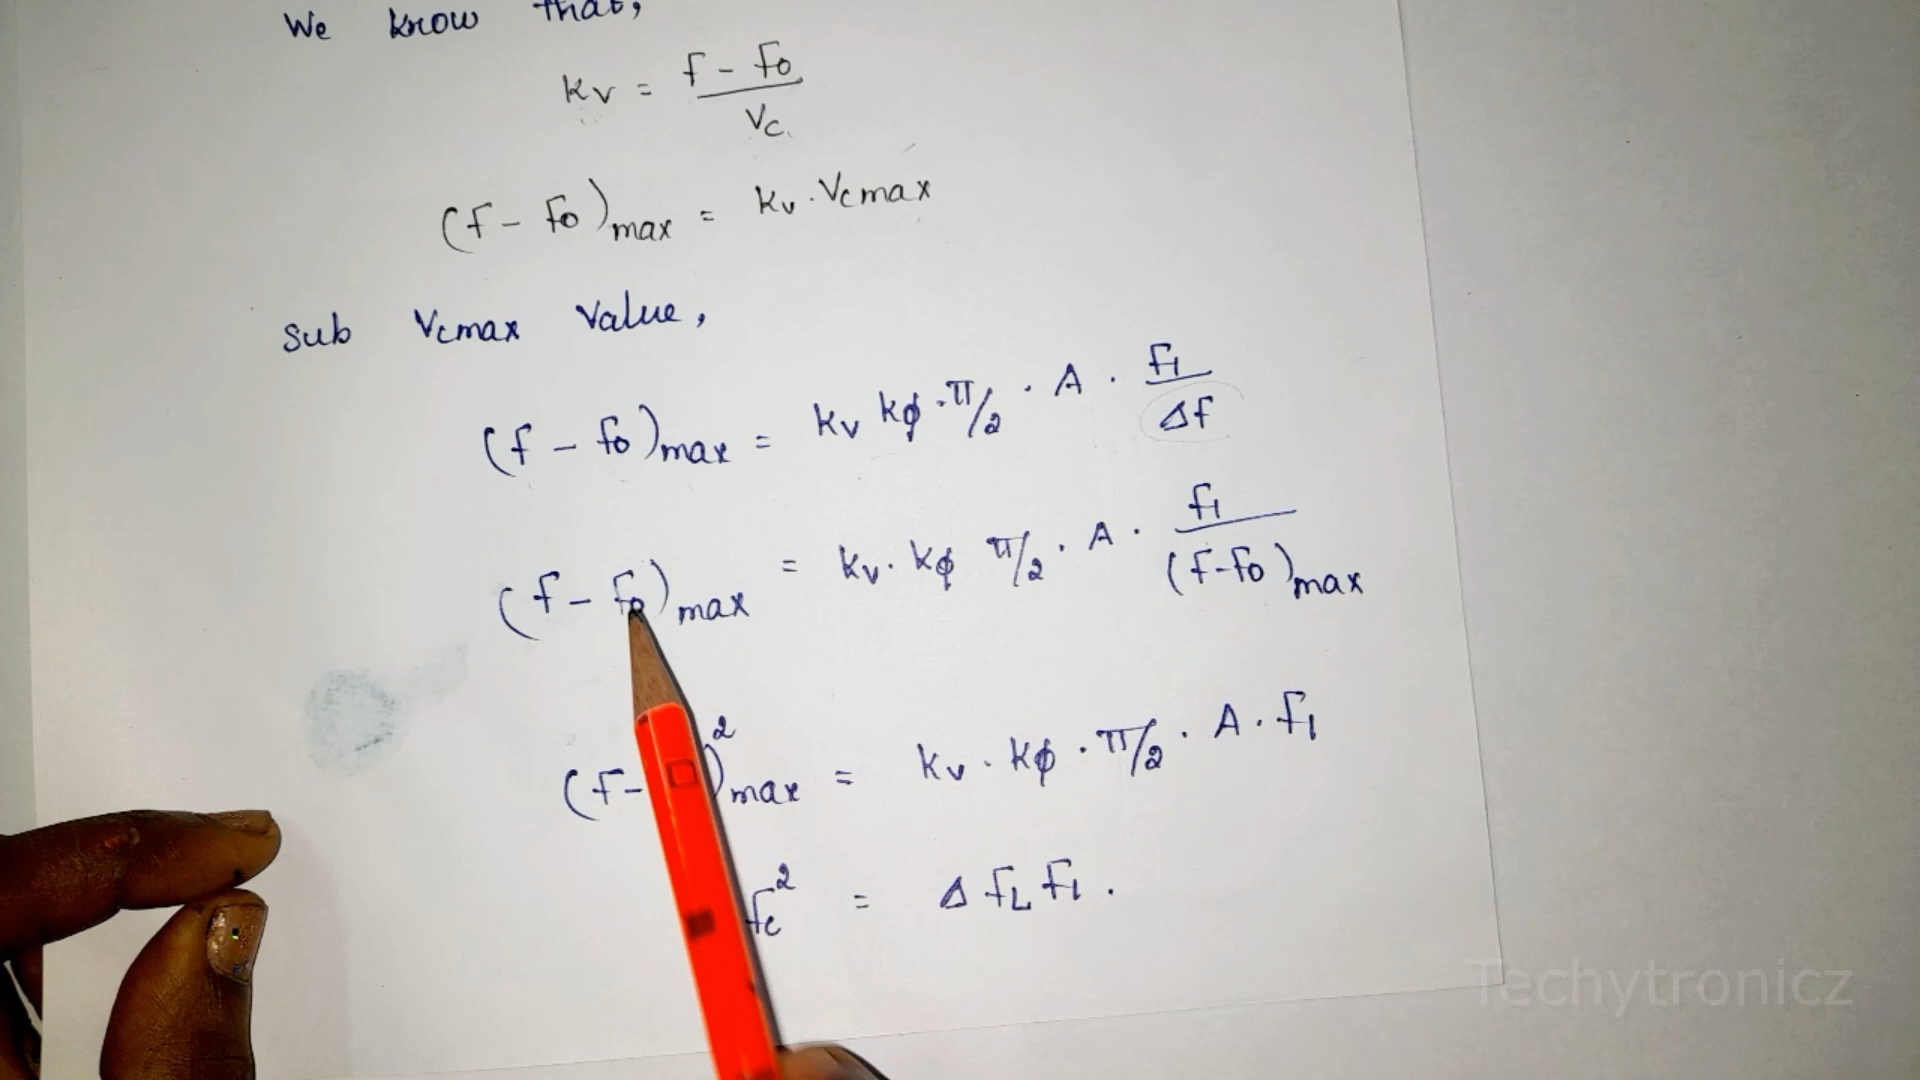 We know that,
Kv = f - fo / Vc
(f - fo)max = Kv · Vcmax
Sub Vcmax Value,
(f - fo)max = Kv Kϕ · π/2 · A · f1 / Δf
(f - fo)max = Kv · Kϕ π/2 · A · f1 / (f-fo)max
(f- )²max = Kv · Kϕ · π/2 · A · f1
fc² = Δ fL f1 .
Techytronicz